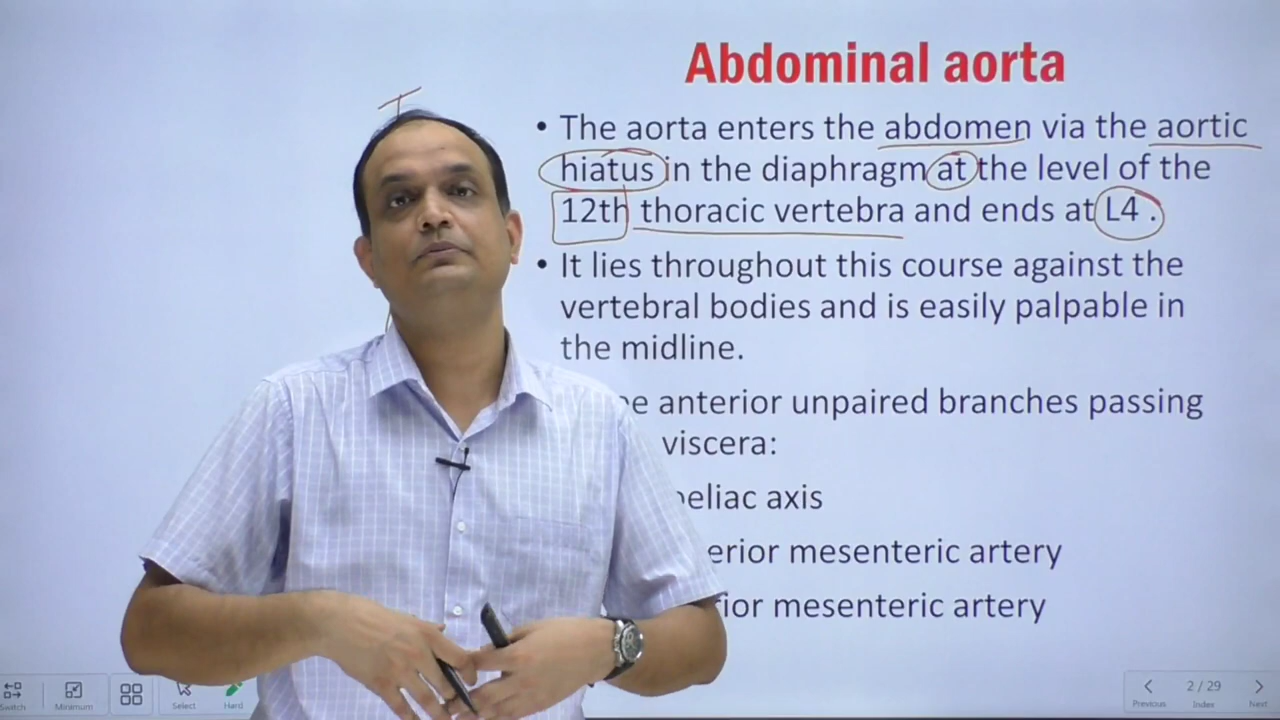 Abdominal aorta
• The aorta enters the abdomen via the aortic
hiatus in the diaphragm at the level of the
12th thoracic vertebra and ends at L4 .
• It lies throughout this course against the
vertebral bodies and is easily palpable in
the midline.
anterior unpaired branches passing
viscera:
axis
mesenteric artery
mesenteric artery
Switch
Minimum
Select
Hard
Previous
2 / 29
Index
Next